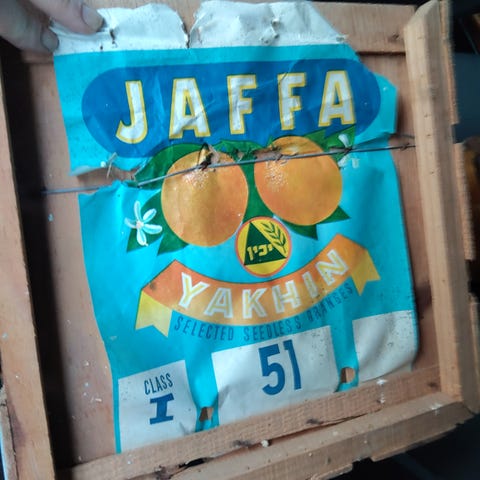 JAFFA
יכין
YAKHIN
SELECTED SEEDLESS ORANGES
CLASS
I
51